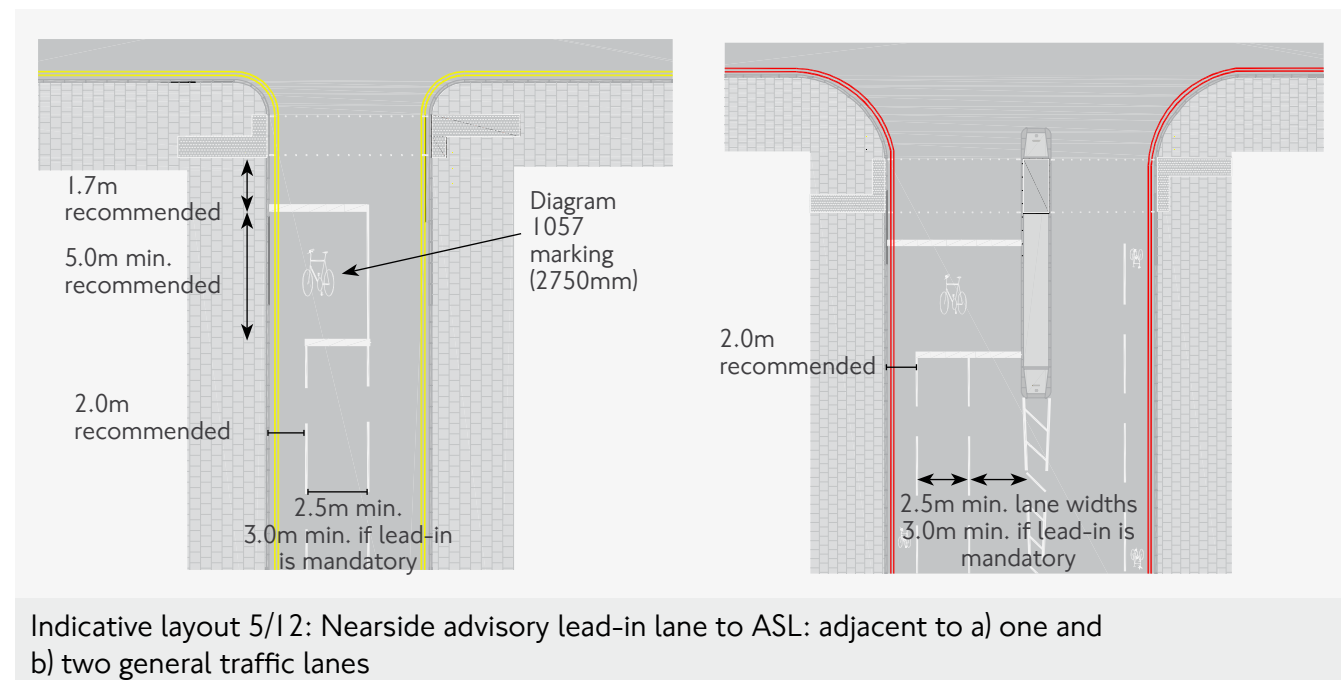 1.7m
recommended
5.0m min.
recommended
Diagram
1057
marking
(2750mm)
2.0m
recommended
2.5m min.
3.0m min. if lead-in
is mandatory
2.0m
recommended
2.5m min. lane widths
3.0m min. if lead-in is
mandatory
Indicative layout 5/12: Nearside advisory lead-in lane to ASL: adjacent to a) one and
b) two general traffic lanes